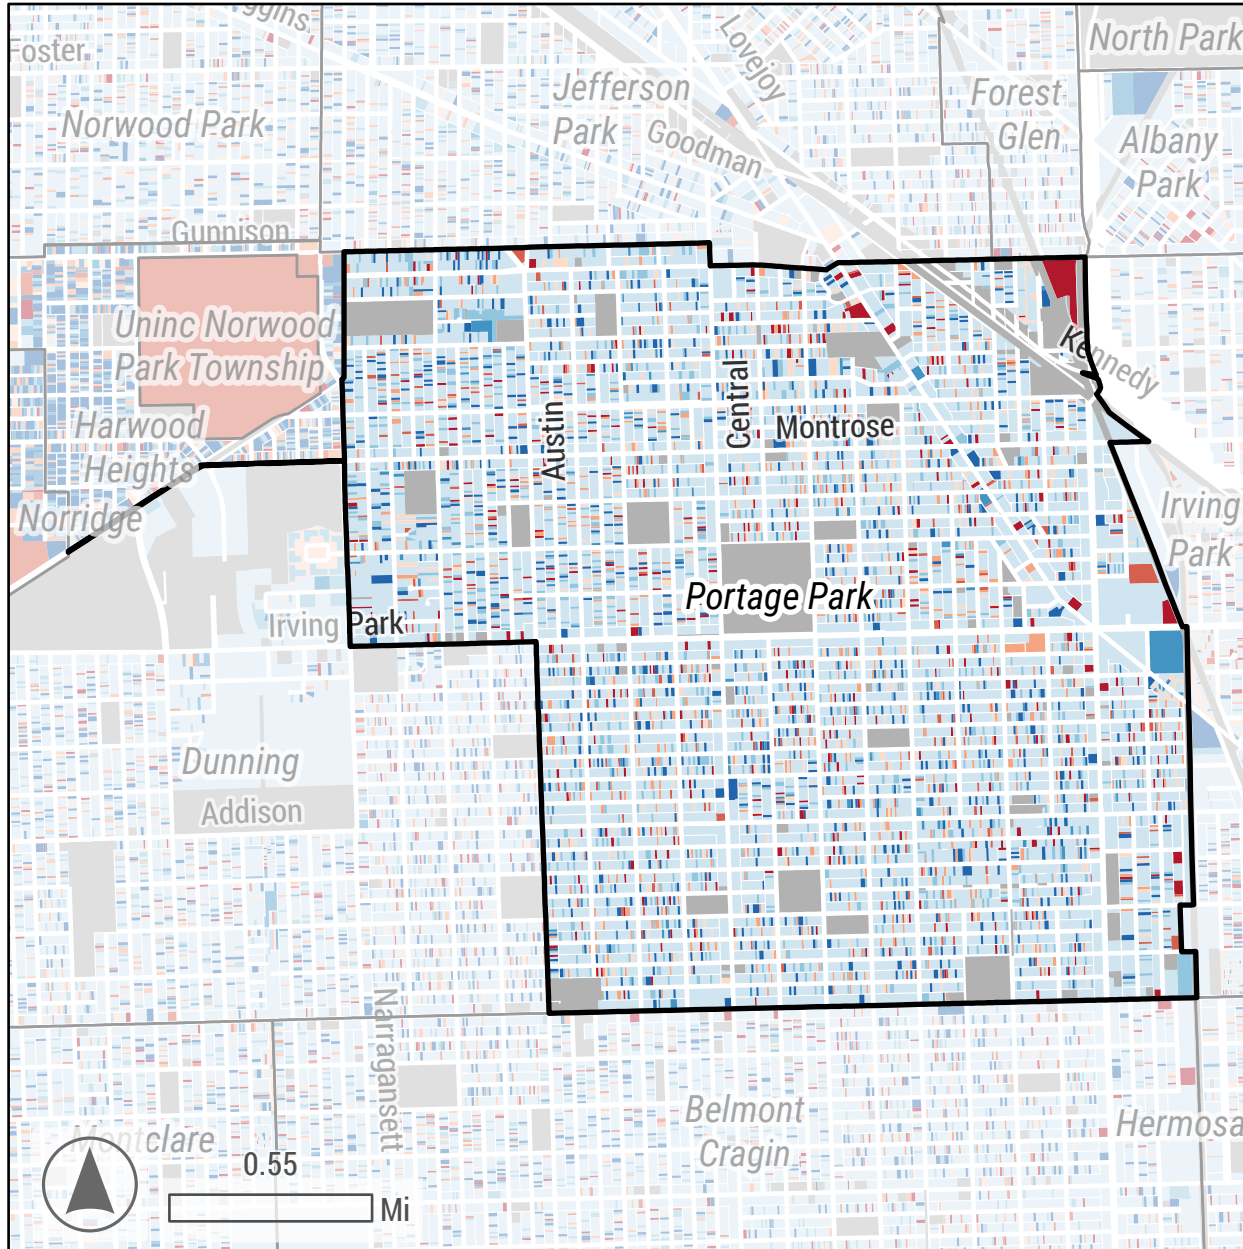 ggins
Lovejoy
North Park
Foster
Jefferson
Park
Forest
Glen
Norwood Park
Goodman
Albany
Park
Gunnison
Uninc Norwood
Park Township
Kennedy
Central
Austin
Montrose
Harwood
Heights
Norridge
Irving
Park
Portage Park
Irving Park
Dunning
Addison
Narragansett
Belmont
Cragin
Hermosa
Montclare
0.55
Mi